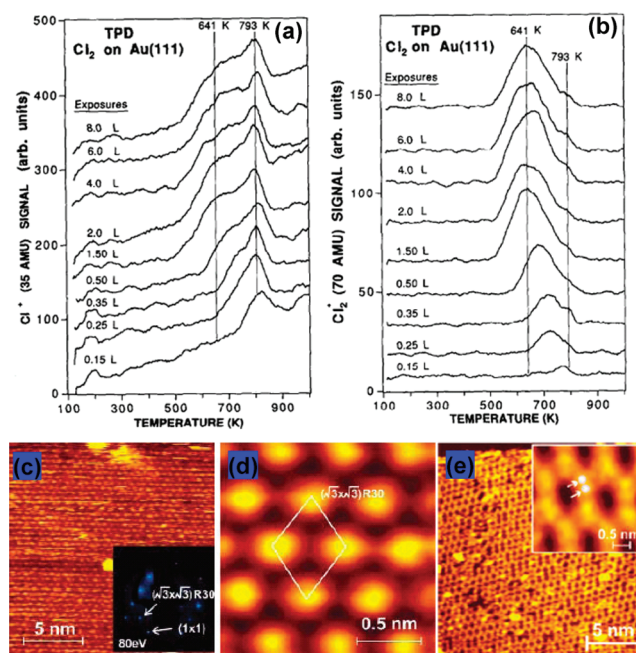 TPD
Cl₂ on Au(111)
641 K 793 K
(a)
Exposures
8.0 L
6.0 L
4.0 L
2.0 L
1.50 L
0.50 L
0.35 L
0.25 L
0.15 L
Cl⁺ (35 AMU) SIGNAL (arb. units)
500
400
300
200
100
0
100 300 500 700 900
TEMPERATURE (K)
TPD
Cl₂ on Au(111)
641 K
793 K
(b)
8.0 L
6.0 L
4.0 L
2.0 L
1.50 L
0.50 L
0.35 L
0.25 L
0.15 L
Cl₂⁺ (70 AMU) SIGNAL (arb. units)
150
100
50
0
100 300 500 700 900
TEMPERATURE (K)
(c)
5 nm
(√3x√3)R30
(1x1)
80eV
(d)
(√3x√3)R30
0.5 nm
(e)
0.5 nm
5 nm